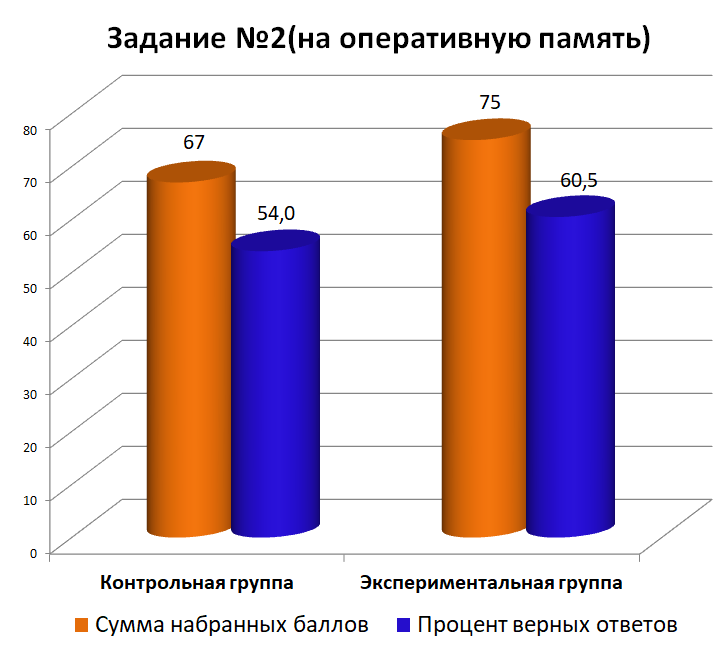 Задание №2(на оперативную память)
80
70
60
50
40
30
20
10
0
67
54,0
75
60,5
Контрольная группа
Экспериментальная группа
Сумма набранных баллов
Процент верных ответов